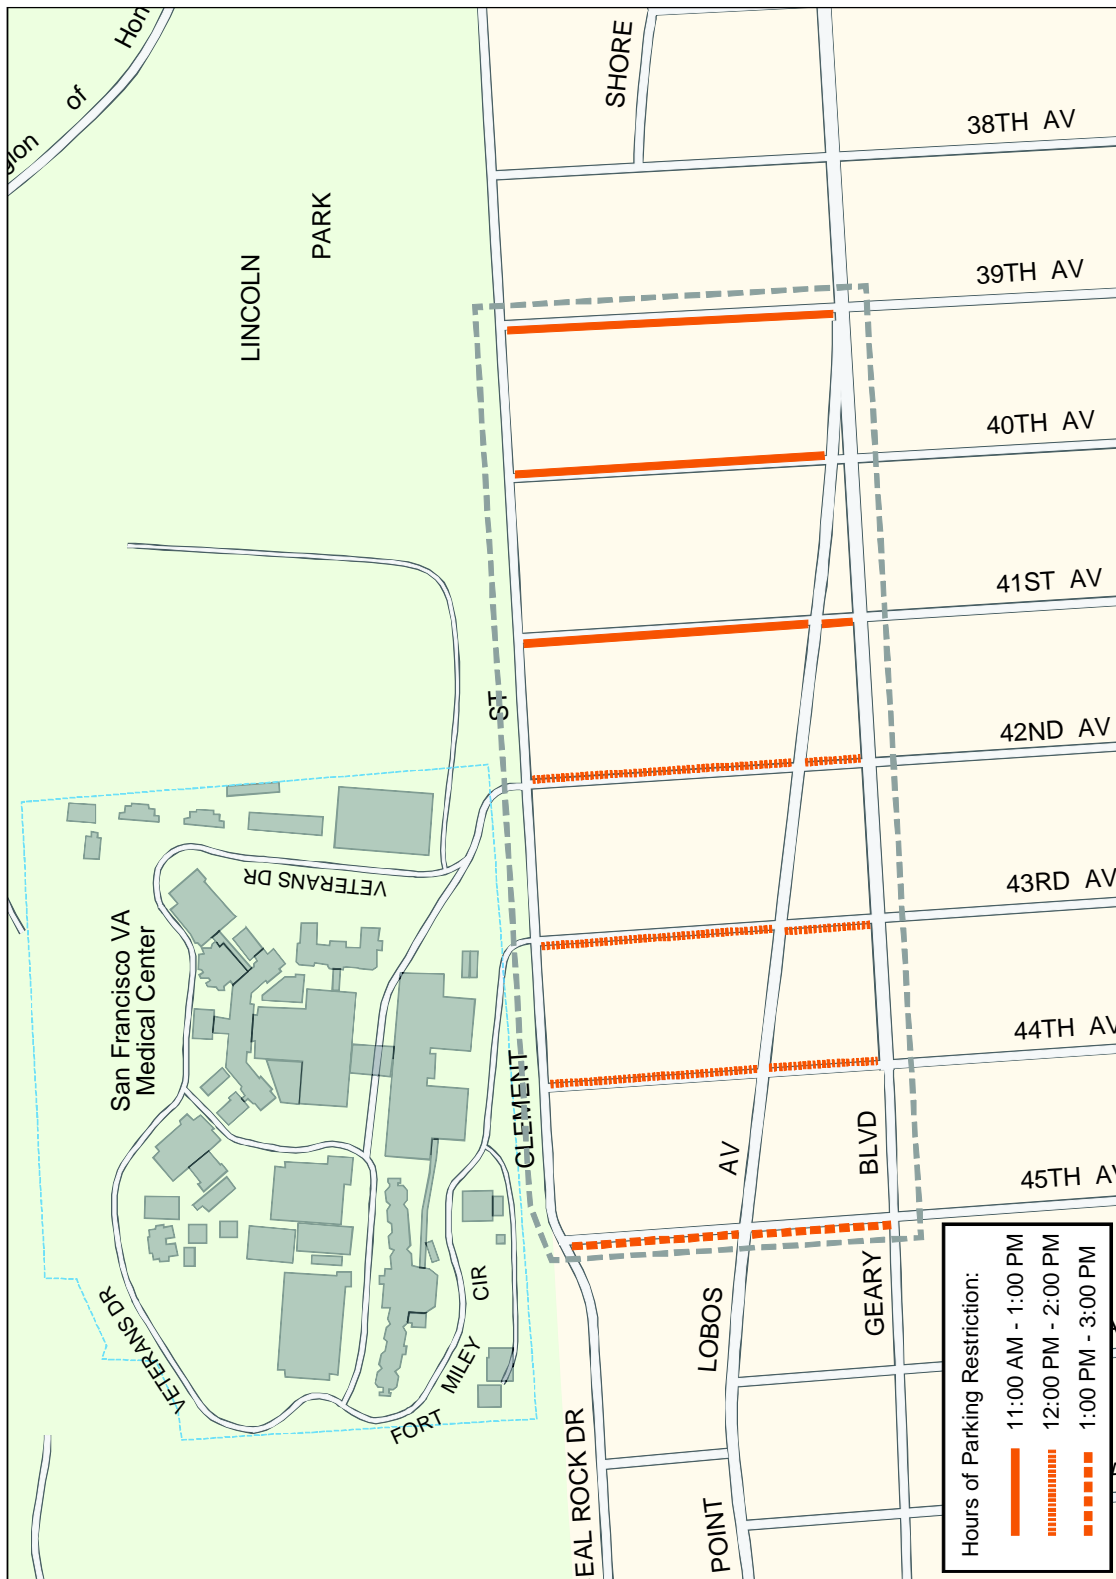 Hon
of
gion
LINCOLN
PARK
SHORE
38TH AV
39TH AV
40TH AV
41ST AV
42ND AV
43RD AV
44TH AV
45TH AV
CLEMENT ST
VETERANS DR
San Francisco VA
Medical Center
VETERANS DR
FORT MILEY CIR
EAL ROCK DR
POINT LOBOS AV
GEARY BLVD
Hours of Parking Restriction:
11:00 AM - 1:00 PM
12:00 PM - 2:00 PM
1:00 PM - 3:00 PM